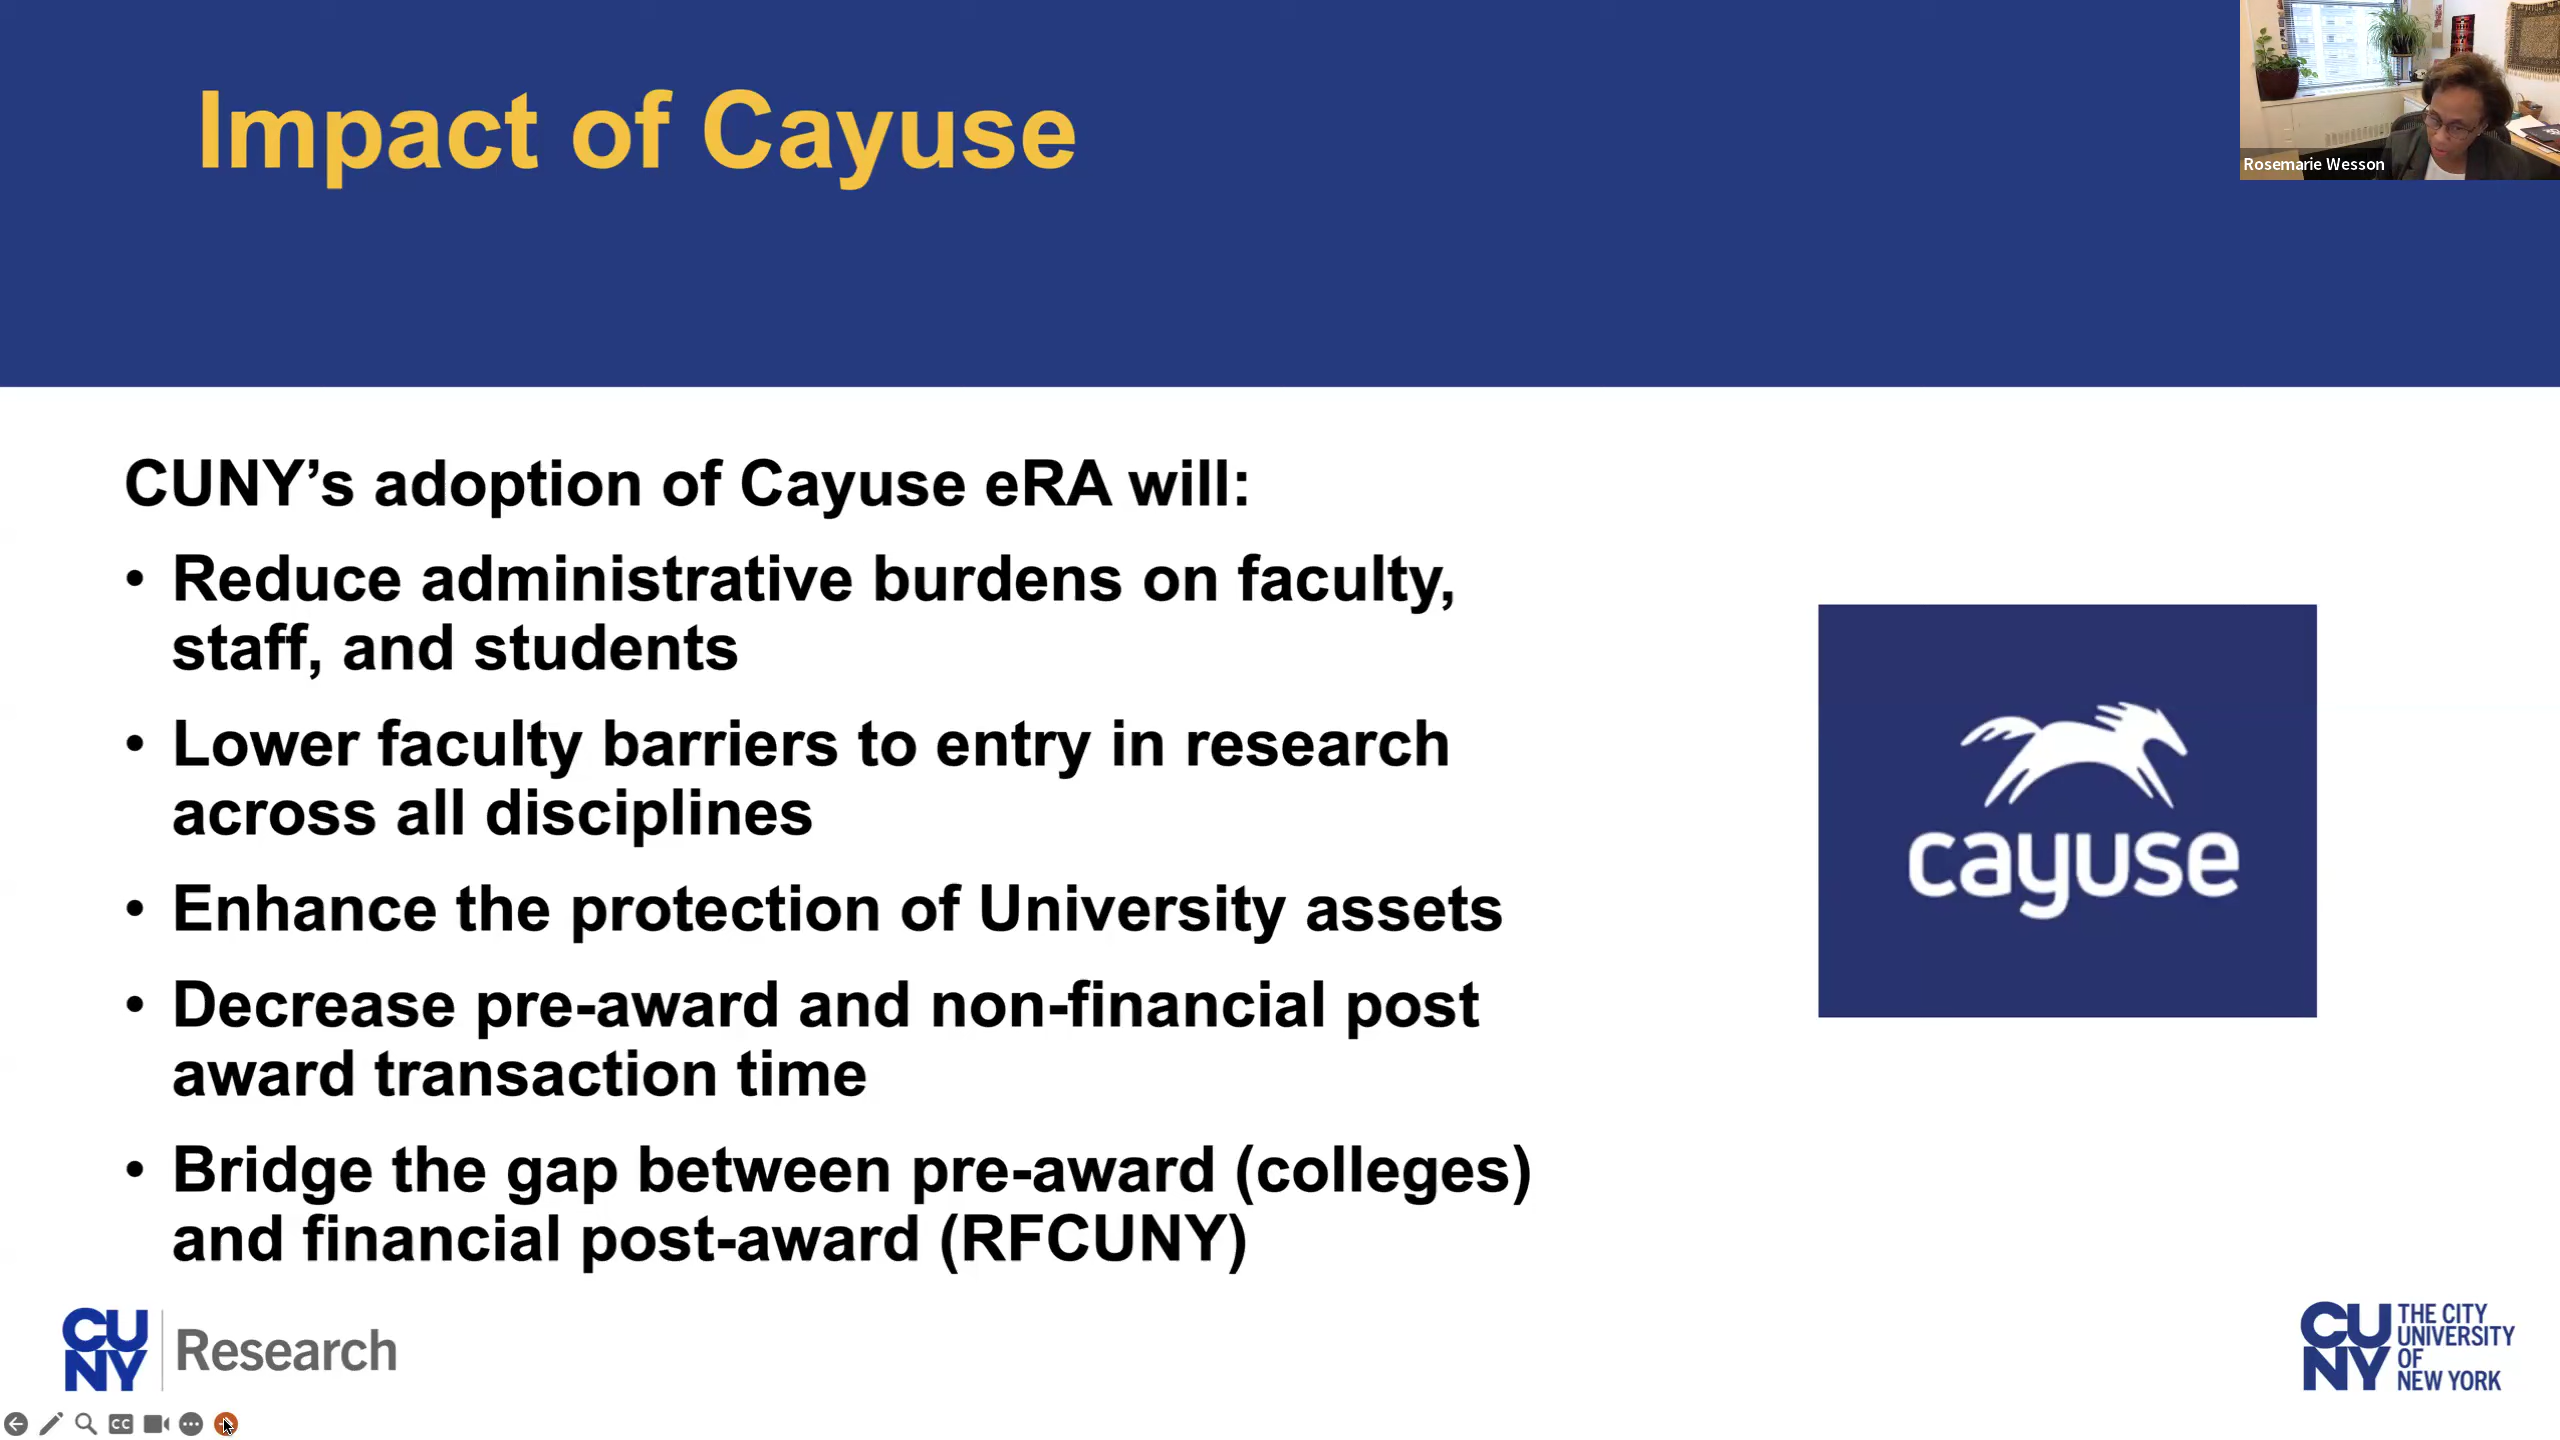 Impact of Cayuse
Rosemarie Wesson
CUNY’s adoption of Cayuse eRA will:
• Reduce administrative burdens on faculty,
staff, and students
• Lower faculty barriers to entry in research
across all disciplines
• Enhance the protection of University assets
• Decrease pre-award and non-financial post
award transaction time
• Bridge the gap between pre-award (colleges)
and financial post-award (RFCUNY)
cayuse
CU
NY
Research
CU
NY
THE CITY
UNIVERSITY
OF
NEW YORK
CC